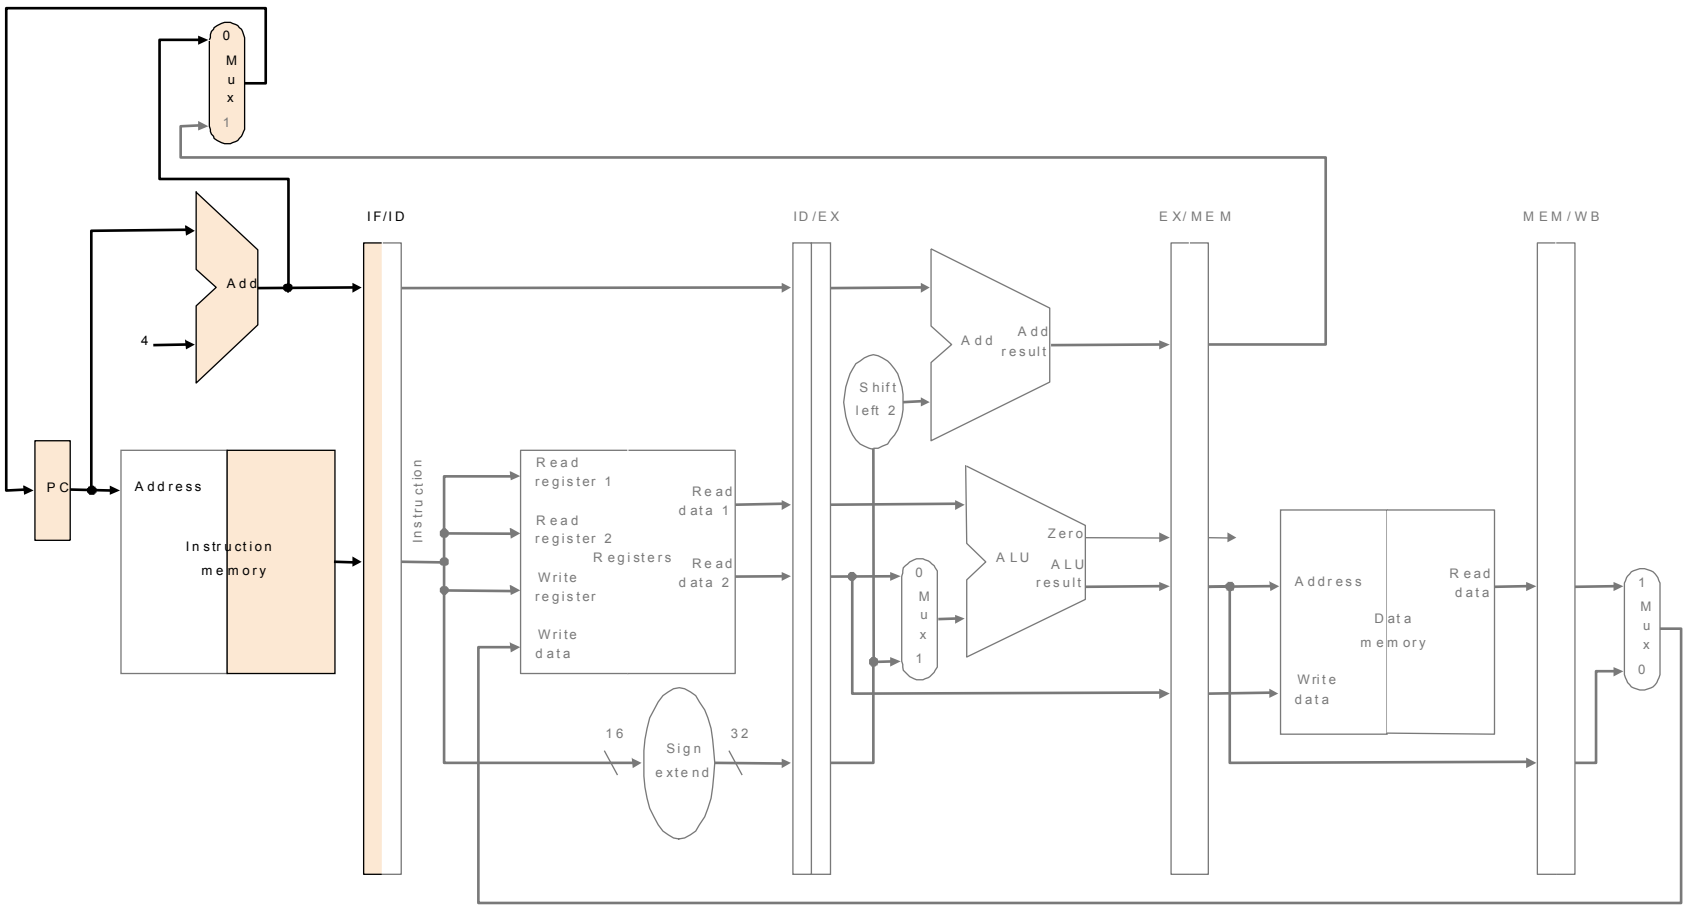 0
M
u
x
1
IF/ID
ID/EX
EX/MEM
MEM/WB
Add
4
Add
Add
result
Shift
left 2
PC
Address
Instruction
memory
Instruction
Read
register 1
Read
register 2
Registers
Write
register
Write
data
Read
data 1
Read
data 2
16
Sign
extend
32
0
M
u
x
1
Zero
ALU
ALU
result
Address
Read
data
Data
memory
Write
data
1
M
u
x
0